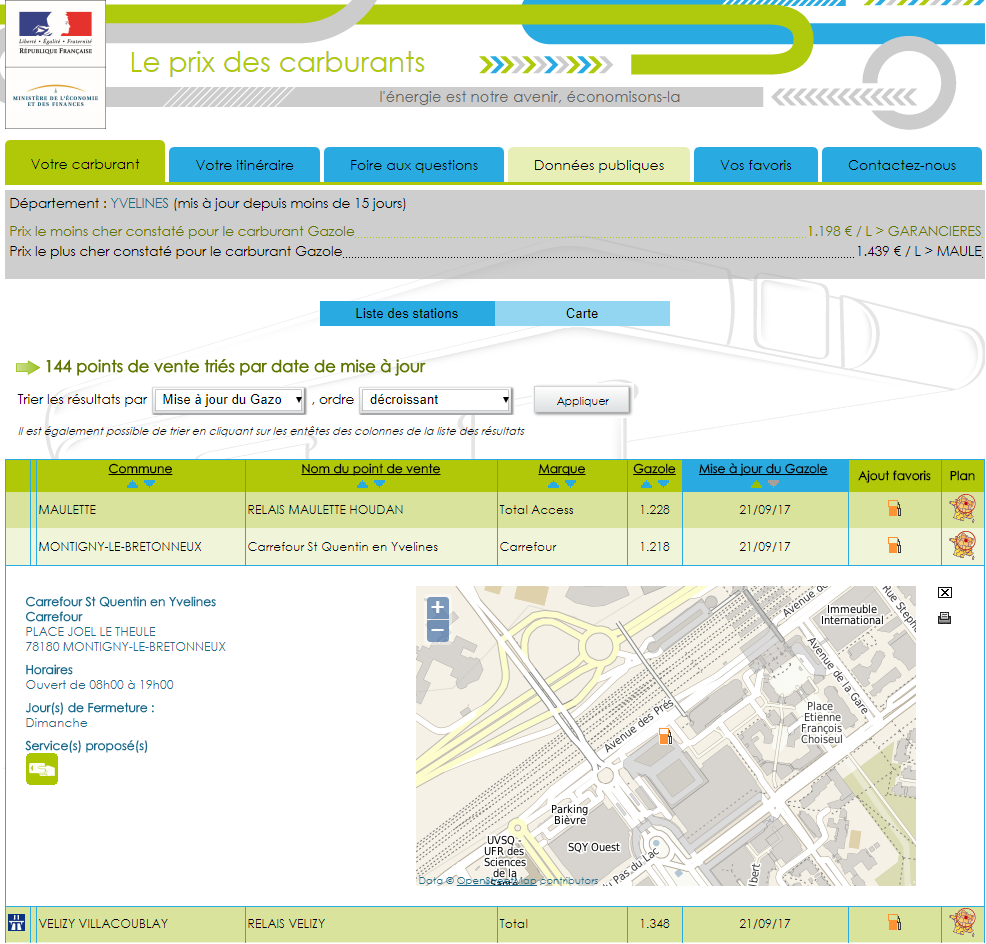 Liberté • Égalité • Fraternité
RÉPUBLIQUE FRANÇAISE
MINISTÈRE DE L'ÉCONOMIE
ET DES FINANCES
Le prix des carburants
l'énergie est notre avenir, économisons-la
Votre carburant
Votre itinéraire
Foire aux questions
Données publiques
Vos favoris
Contactez-nous
Département : YVELINES (mis à jour depuis moins de 15 jours)
Prix le moins cher constaté pour le carburant Gazole 1.198 € / L > GARANCIERES
Prix le plus cher constaté pour le carburant Gazole 1.439 € / L > MAULE
Liste des stations
Carte
144 points de vente triés par date de mise à jour
Trier les résultats par Mise à jour du Gazo , ordre décroissant Appliquer
Il est également possible de trier en cliquant sur les entêtes des colonnes de la liste des résultats
Commune Nom du point de vente Marque Gazole Mise à jour du Gazole Ajout favoris Plan
MAULETTE RELAIS MAULETTE HOUDAN Total Access 1.228 21/09/17
MONTIGNY-LE-BRETONNEUX Carrefour St Quentin en Yvelines Carrefour 1.218 21/09/17
Carrefour St Quentin en Yvelines
Carrefour
PLACE JOEL LE THEULE
78180 MONTIGNY-LE-BRETONNEUX
Horaires
Ouvert de 08h00 à 19h00
Jour(s) de Fermeture :
Dimanche
Service(s) proposé(s)
+
−
Avenue de
Rue Steph
Immeuble
International
Avenue de la Gare
Place
Etienne
François
Choiseul
Avenue des Prés
Parking
Bièvre
UVSQ -
UFR des
Sciences
de la
Santé
SQY Ouest
u Pas du Lac
lbert
Data © OpenStreetMap contributors
VELIZY VILLACOUBLAY RELAIS VELIZY Total 1.348 21/09/17